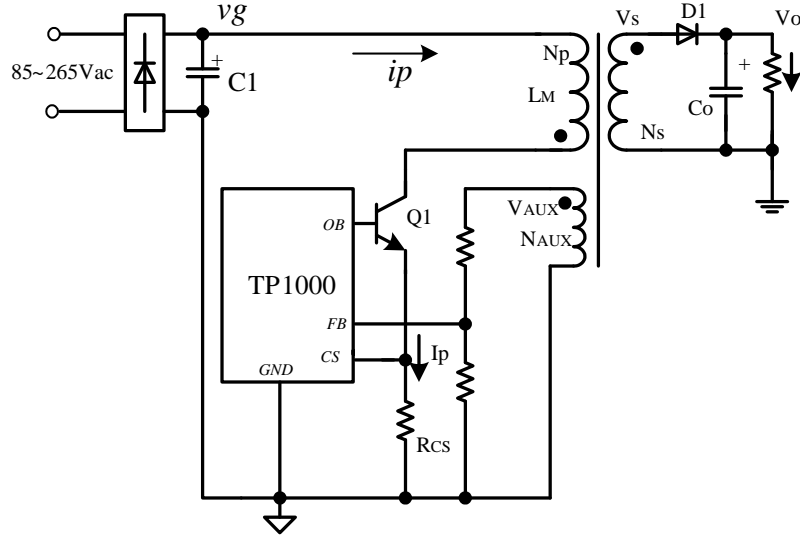 vg
Vs
D1
Vo
85~265Vac
+
C1
ip
Np
LM
+
Co
Ns
OB
Q1
VAUX
NAUX
TP1000
FB
CS
Ip
GND
RCS